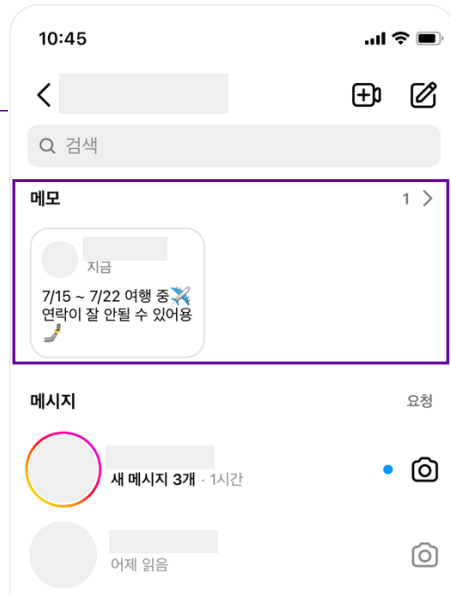 10:45
검색
메모
1
지금
7/15 ~ 7/22 여행 중✈️
연락이 잘 안될 수 있어용
🤳
메시지
요청
새 메시지 3개 · 1시간
어제 읽음